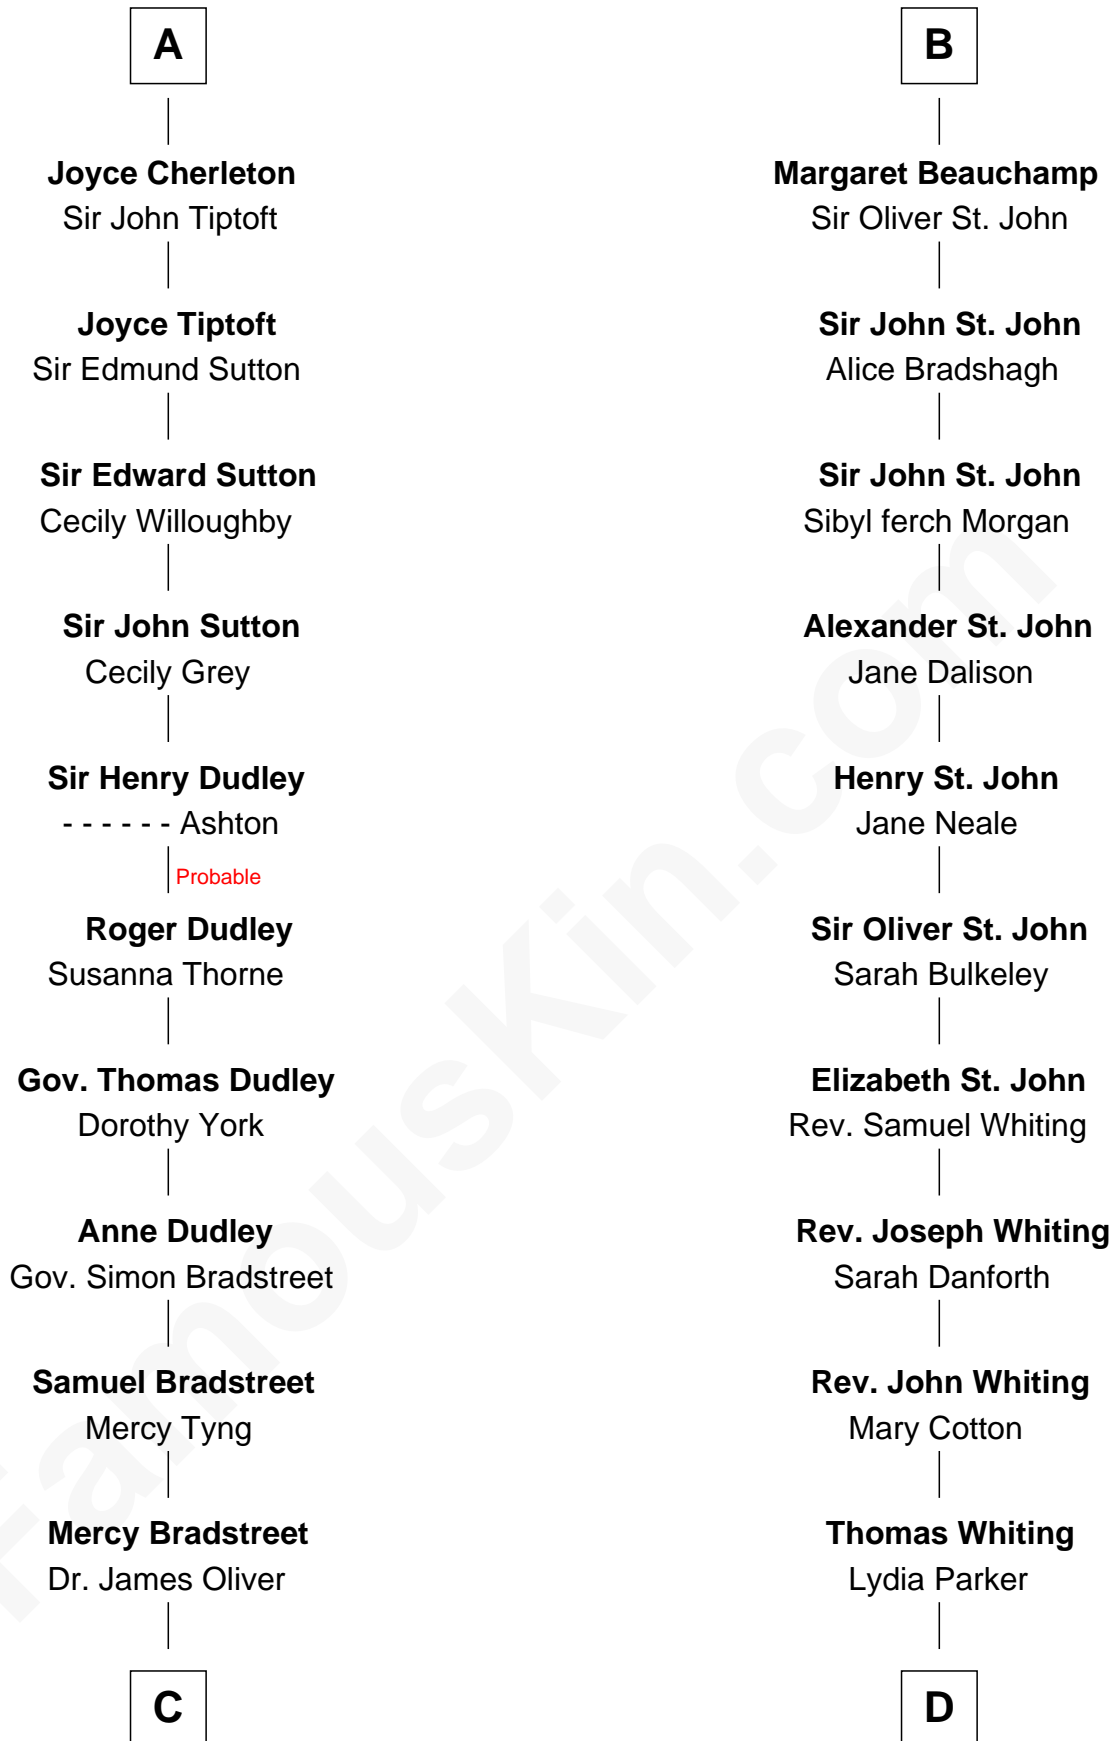 A
Joyce Cherleton
Sir John Tiptoft
Joyce Tiptoft
Sir Edmund Sutton
Sir Edward Sutton
Cecily Willoughby
Sir John Sutton
Cecily Grey
Sir Henry Dudley
- - - - - - Ashton
Probable
Roger Dudley
Susanna Thorne
Gov. Thomas Dudley
Dorothy York
Anne Dudley
Gov. Simon Bradstreet
Samuel Bradstreet
Mercy Tyng
Mercy Bradstreet
Dr. James Oliver
C
B
Margaret Beauchamp
Sir Oliver St. John
Sir John St. John
Alice Bradshagh
Sir John St. John
Sibyl ferch Morgan
Alexander St. John
Jane Dalison
Henry St. John
Jane Neale
Sir Oliver St. John
Sarah Bulkeley
Elizabeth St. John
Rev. Samuel Whiting
Rev. Joseph Whiting
Sarah Danforth
Rev. John Whiting
Mary Cotton
Thomas Whiting
Lydia Parker
D
FamousKin.com